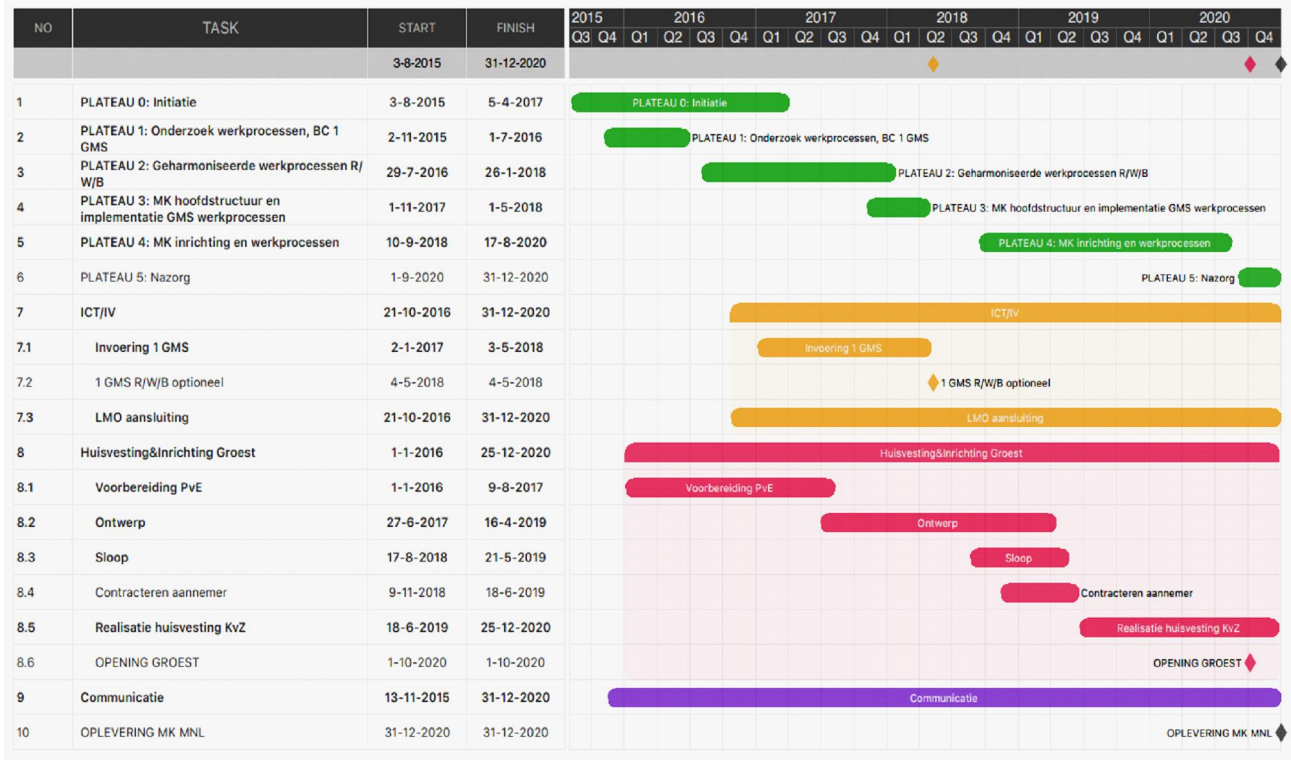 NO TASK START FINISH 2015 2016 2017 2018 2019 2020
Q3 Q4 Q1 Q2 Q3 Q4 Q1 Q2 Q3 Q4 Q1 Q2 Q3 Q4 Q1 Q2 Q3 Q4 Q1 Q2 Q3 Q4
3-8-2015 31-12-2020
1 PLATEAU 0: Initiatie 3-8-2015 5-4-2017 PLATEAU 0: Initiatie
2 PLATEAU 1: Onderzoek werkprocessen, BC 1
GMS 2-11-2015 1-7-2016 PLATEAU 1: Onderzoek werkprocessen, BC 1 GMS
3 PLATEAU 2: Geharmoniseerde werkprocessen R/
W/B 29-7-2016 26-1-2018 PLATEAU 2: Geharmoniseerde werkprocessen R/W/B
4 PLATEAU 3: MK hoofdstructuur en
implementatie GMS werkprocessen 1-11-2017 1-5-2018 PLATEAU 3: MK hoofdstructuur en implementatie GMS werkprocessen
5 PLATEAU 4: MK inrichting en werkprocessen 10-9-2018 17-8-2020 PLATEAU 4: MK inrichting en werkprocessen
6 PLATEAU 5: Nazorg 1-9-2020 31-12-2020 PLATEAU 5: Nazorg
7 ICT/IV 21-10-2016 31-12-2020 ICT/IV
7.1 Invoering 1 GMS 2-1-2017 3-5-2018 Invoering 1 GMS
7.2 1 GMS R/W/B optioneel 4-5-2018 4-5-2018 1 GMS R/W/B optioneel
7.3 LMO aansluiting 21-10-2016 31-12-2020 LMO aansluiting
8 Huisvesting&Inrichting Groest 1-1-2016 25-12-2020 Huisvesting&Inrichting Groest
8.1 Voorbereiding PvE 1-1-2016 9-8-2017 Voorbereiding PvE
8.2 Ontwerp 27-6-2017 16-4-2019 Ontwerp
8.3 Sloop 17-8-2018 21-5-2019 Sloop
8.4 Contracteren aannemer 9-11-2018 18-6-2019 Contracteren aannemer
8.5 Realisatie huisvesting KvZ 18-6-2019 25-12-2020 Realisatie huisvesting KvZ
8.6 OPENING GROEST 1-10-2020 1-10-2020 OPENING GROEST
9 Communicatie 13-11-2015 31-12-2020 Communicatie
10 OPLEVERING MK MNL 31-12-2020 31-12-2020 OPLEVERING MK MNL